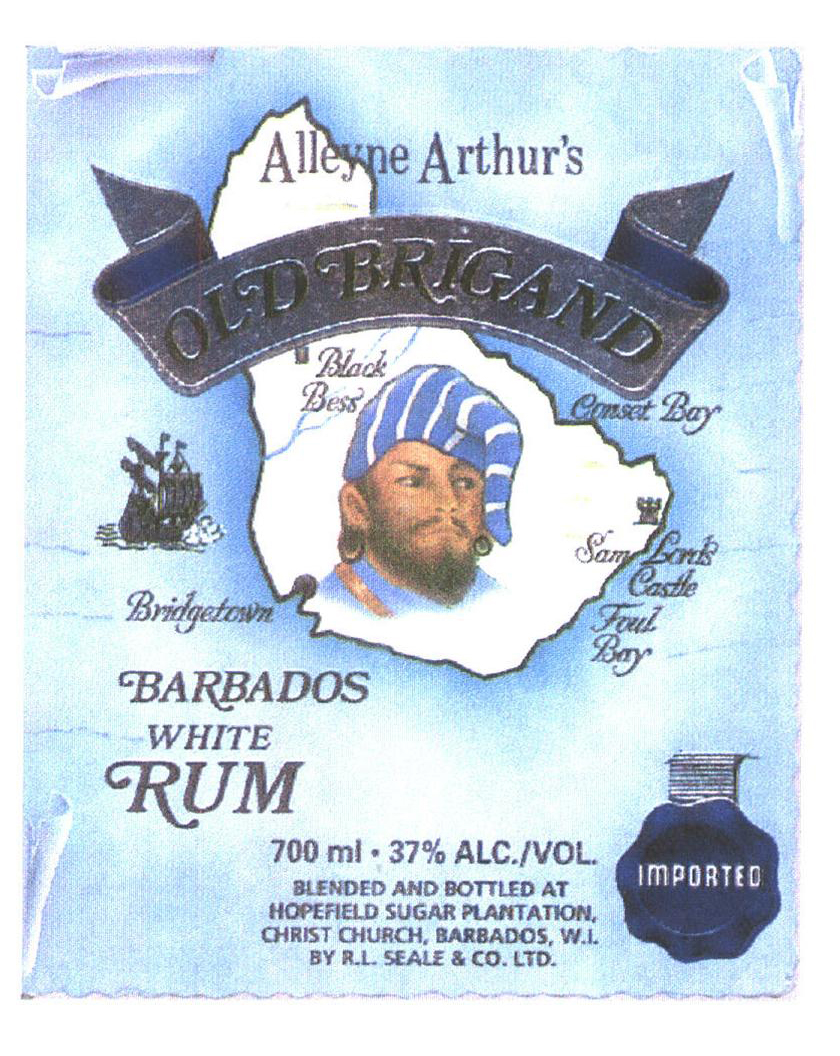 Alleyne Arthur's
OLD BRIGAND
Black
Bess
Conset Bay
Sam Lord's
Castle
Foul
Bay
Bridgetown
BARBADOS
WHITE
RUM
700 ml • 37% ALC./VOL.
BLENDED AND BOTTLED AT
HOPEFIELD SUGAR PLANTATION,
CHRIST CHURCH, BARBADOS, W.I.
BY R.L. SEALE & CO. LTD.
IMPORTED